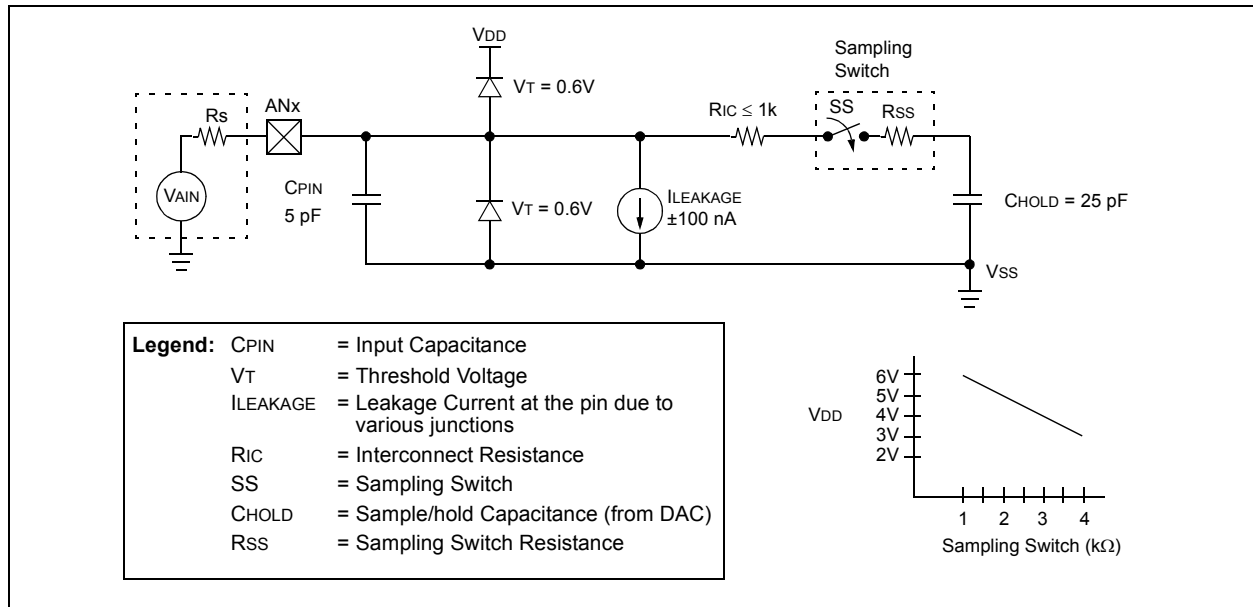 VDD
Sampling
Switch
VT = 0.6V
ANx
Rs
RIC ≤ 1k
SS
RSS
VAIN
CPIN
5 pF
VT = 0.6V
ILEAKAGE
±100 nA
CHOLD = 25 pF
VSS
Legend: CPIN = Input Capacitance
VT = Threshold Voltage
ILEAKAGE = Leakage Current at the pin due to
various junctions
RIC = Interconnect Resistance
SS = Sampling Switch
CHOLD = Sample/hold Capacitance (from DAC)
RSS = Sampling Switch Resistance
VDD
6V
5V
4V
3V
2V
1 2 3 4
Sampling Switch (kΩ)